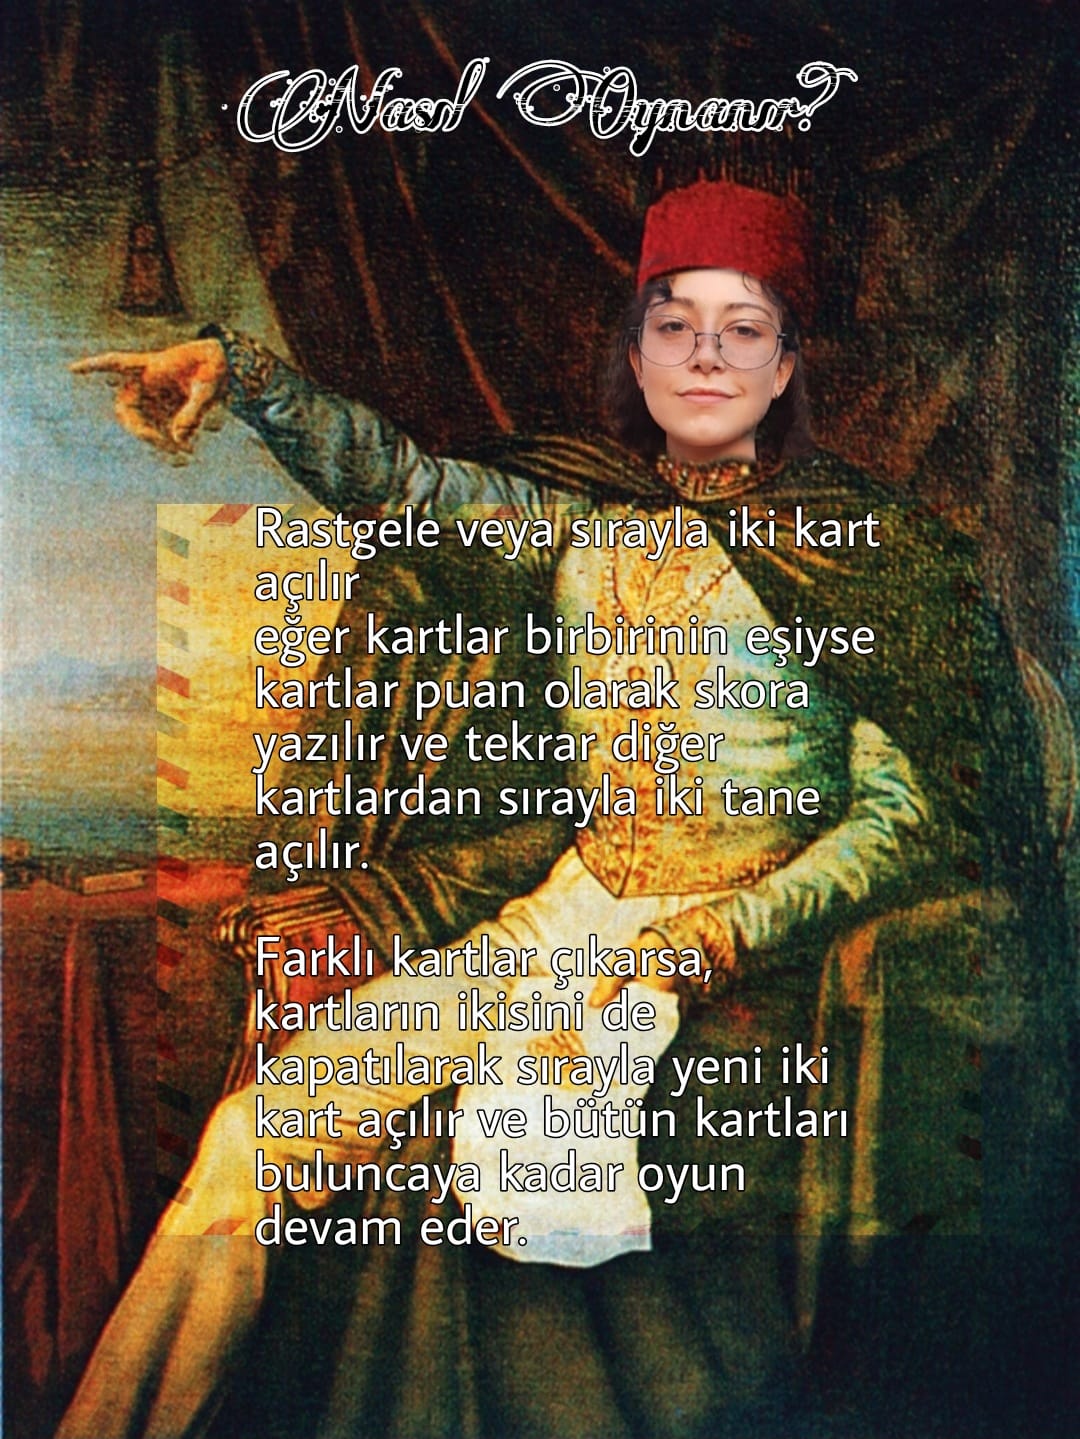 Nasıl Oynanır?
Rastgele veya sırayla iki kart
açılır
eğer kartlar birbirinin eşiyse
kartlar puan olarak skora
yazılır ve tekrar diğer
kartlardan sırayla iki tane
açılır.
Farklı kartlar çıkarsa,
kartların ikisini de
kapatılarak sırayla yeni iki
kart açılır ve bütün kartları
buluncaya kadar oyun
devam eder.